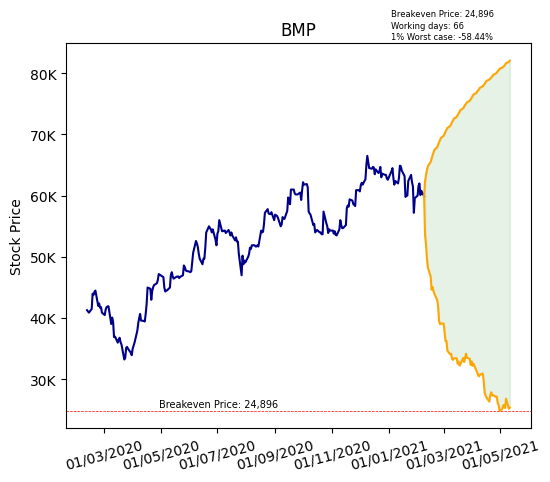 Breakeven Price: 24,896
Working days: 66
1% Worst case: -58.44%
BMP
Stock Price
80K
70K
60K
50K
40K
30K
Breakeven Price: 24,896
01/03/2020
01/05/2020
01/07/2020
01/09/2020
01/11/2020
01/01/2021
01/03/2021
01/05/2021